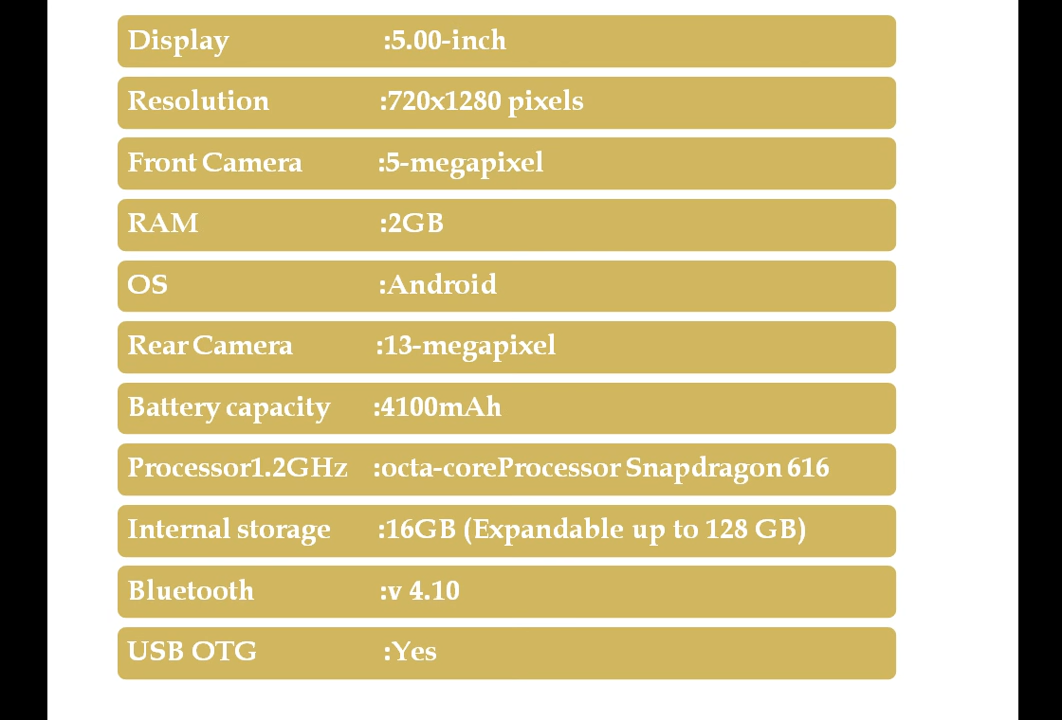 Display :5.00-inch
Resolution :720x1280 pixels
Front Camera :5-megapixel
RAM :2GB
OS :Android
Rear Camera :13-megapixel
Battery capacity :4100mAh
Processor1.2GHz :octa-coreProcessor Snapdragon 616
Internal storage :16GB (Expandable up to 128 GB)
Bluetooth :v 4.10
USB OTG :Yes